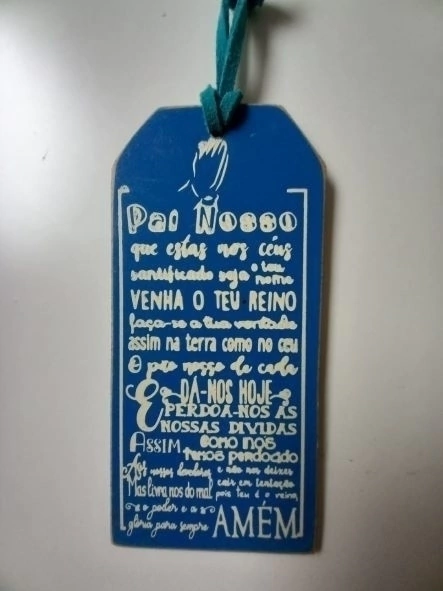 Pai Nosso
que estas nos céus
santificado seja o teu nome
VENHA O TEU REINO
faça-se a tua vontade
assim na terra como no ceu
O pão nosso de cada
DÁ-NOS HOJE
E PERDOA-NOS AS
NOSSAS DIVIDAS
ASSIM COMO NOS
TEMOS PERDOADO
Aos nossos devedores e não nos deixes
cair em tentação
Mas livra nos do mal pois teu é o reino,
e o poder e a
glória para sempre AMÉM